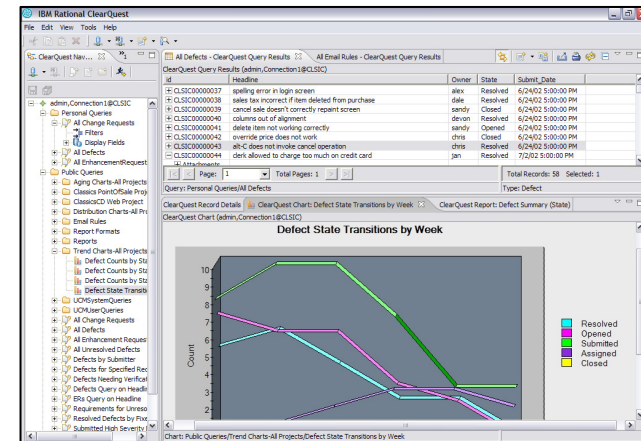 IBM Rational ClearQuest
File Edit View Tools Help
ClearQuest Nav...
All Defects - ClearQuest Query Results
All Email Rules - ClearQuest Query Results
ClearQuest Query Results (admin,Connection1@CLSIC)
id Headline Owner State Submit_Date
CLSIC00000037 spelling error in login screen alex Resolved 6/24/02 5:00:00 PM
CLSIC00000038 sales tax incorrect if item deleted from purchase dale Resolved 6/24/02 5:00:00 PM
CLSIC00000039 cancel sale doesn't correctly repaint screen sandy Closed 6/24/02 5:00:00 PM
CLSIC00000040 columns out of alignment devon Resolved 6/24/02 5:00:00 PM
CLSIC00000041 delete item not working correctly sandy Opened 6/24/02 5:00:00 PM
CLSIC00000042 override price does not work chris Closed 6/24/02 5:00:00 PM
CLSIC00000043 alt-C does not invoke cancel operation chris Resolved 6/24/02 5:00:00 PM
CLSIC00000044 clerk allowed to charge too much on credit card jan Resolved 7/2/02 5:00:00 PM
Attachments
Page: 1 Total Pages: 1 Total Records: 58 Selected: 1
Query: Personal Queries/All Defects Type: Defect
admin,Connection1@CLSIC
Personal Queries
All Change Requests
Filters
Display Fields
All Defects
All EnhancementRequest
Public Queries
Aging Charts-All Projects
Classics PointOfSale Proj
ClassicsCD Web Project
Distribution Charts-All Pro
Email Rules
Report Formats
Reports
Trend Charts-All Projects
Defect Counts by Sta
Defect Counts by Sta
Defect Counts by Sta
Defect State Transiti
UCMSystemQueries
UCMUserQueries
All Change Requests
All Defects
All Enhancement Reques
All Unresolved Defects
Defects by Submitter
Defects for Specified Rec
Defects Needing Verificat
Defects Query on Headlin
ERs Query on Headline
Requirements for Unreso
Resolved Defects by Fixe
Submitted High Severity
ClearQuest Record Details
ClearQuest Chart: Defect State Transitions by Week
ClearQuest Report: Defect Summary (State)
ClearQuest Chart (admin,Connection1@CLSIC)
Defect State Transitions by Week
Count
10
9
8
7
6
5
4
3
2
Resolved
Opened
Submitted
Assigned
Closed
Chart: Public Queries/Trend Charts-All Projects/Defect State Transitions by Week